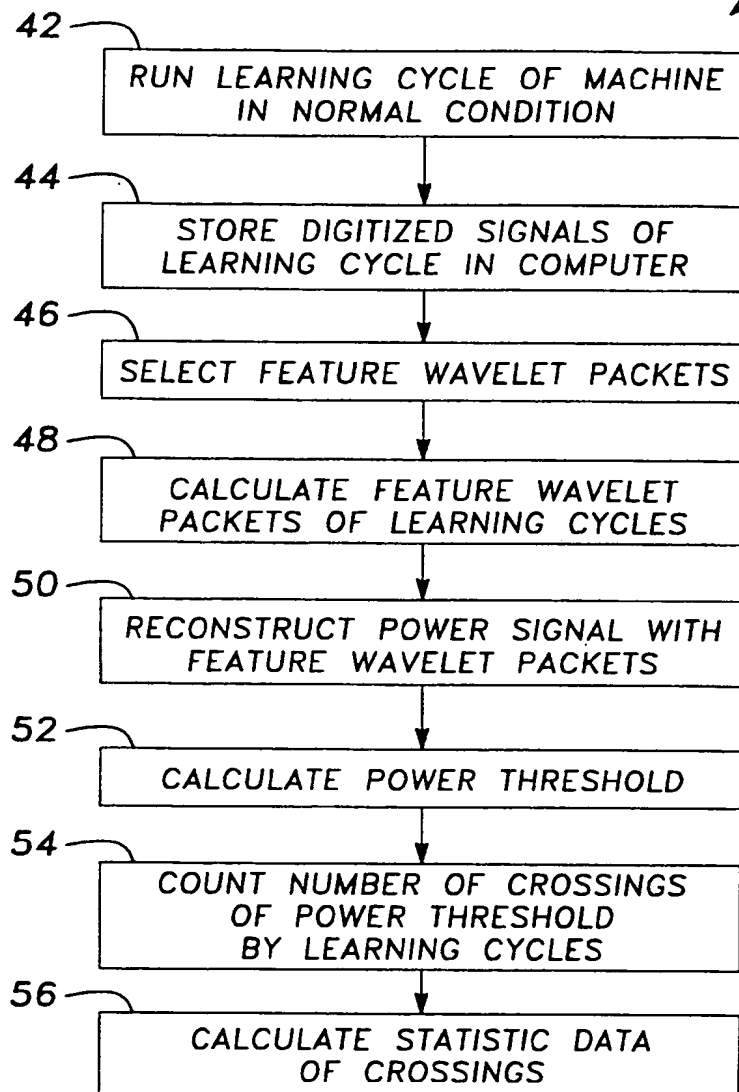 42
RUN LEARNING CYCLE OF MACHINE
IN NORMAL CONDITION
44
STORE DIGITIZED SIGNALS OF
LEARNING CYCLE IN COMPUTER
46
SELECT FEATURE WAVELET PACKETS
48
CALCULATE FEATURE WAVELET
PACKETS OF LEARNING CYCLES
50
RECONSTRUCT POWER SIGNAL WITH
FEATURE WAVELET PACKETS
52
CALCULATE POWER THRESHOLD
54
COUNT NUMBER OF CROSSINGS
OF POWER THRESHOLD
BY LEARNING CYCLES
56
CALCULATE STATISTIC DATA
OF CROSSINGS